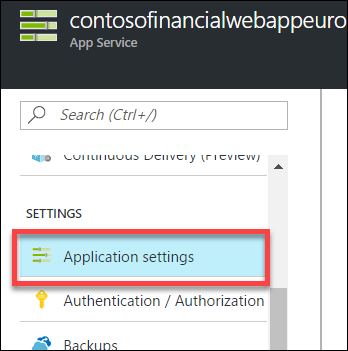 contosofinancialwebappeuro
App Service
Search (Ctrl+/)
Continuous Delivery (Preview)
SETTINGS
Application settings
Authentication / Authorization
Backups